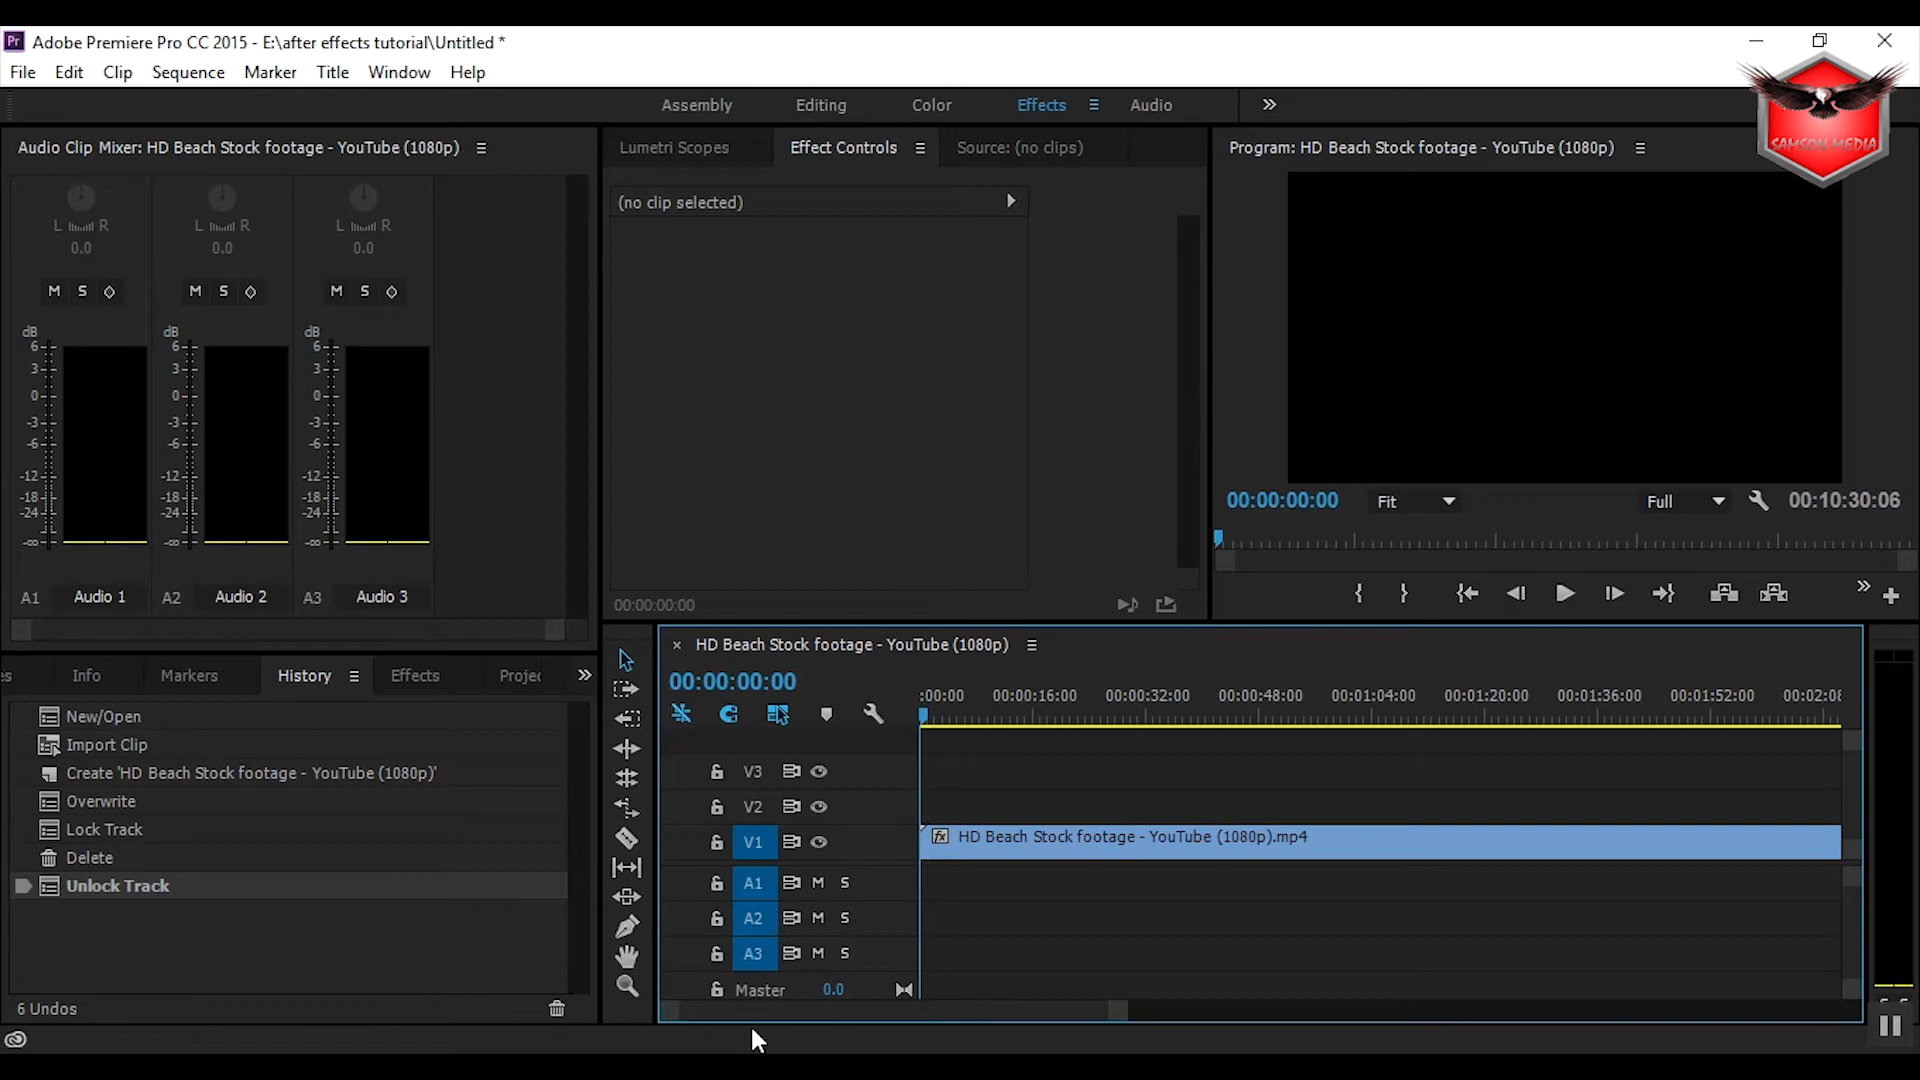 Pr Adobe Premiere Pro CC 2015 - E:\after effects tutorial\Untitled *
File Edit Clip Sequence Marker Title Window Help
Assembly Editing Color Effects Audio
SAMSON MEDIA
Audio Clip Mixer: HD Beach Stock footage - YouTube (1080p)
L R L R L R
0.0 0.0 0.0
M S M S M S
dB dB dB
6 6 6
3 3 3
0 0 0
-3 -3 -3
-6 -6 -6
-12 -12 -12
-18 -18 -18
-24 -24 -24
-∞ -∞ -∞
A1 Audio 1 A2 Audio 2 A3 Audio 3
Lumetri Scopes Effect Controls Source: (no clips)
(no clip selected)
00:00:00:00
Program: HD Beach Stock footage - YouTube (1080p)
00:00:00:00 Fit Full 00:10:30:06
es Info Markers History Effects Projec
New/Open
Import Clip
Create 'HD Beach Stock footage - YouTube (1080p)'
Overwrite
Lock Track
Delete
Unlock Track
6 Undos
× HD Beach Stock footage - YouTube (1080p)
00:00:00:00
:00:00 00:00:16:00 00:00:32:00 00:00:48:00 00:01:04:00 00:01:20:00 00:01:36:00 00:01:52:00 00:02:08
V3
V2
V1 fx HD Beach Stock footage - YouTube (1080p).mp4
A1 M S
A2 M S
A3 M S
Master 0.0